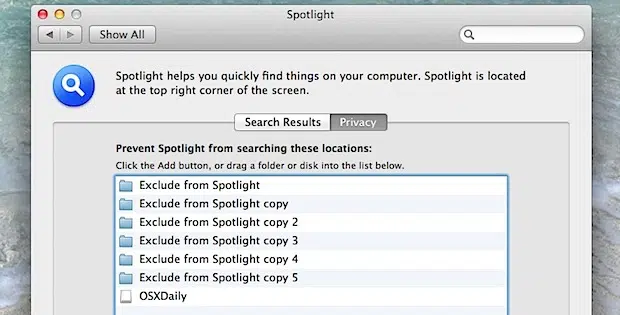 Spotlight
Show All
Spotlight helps you quickly find things on your computer. Spotlight is located
at the top right corner of the screen.
Search Results Privacy
Prevent Spotlight from searching these locations:
Click the Add button, or drag a folder or disk into the list below.
Exclude from Spotlight
Exclude from Spotlight copy
Exclude from Spotlight copy 2
Exclude from Spotlight copy 3
Exclude from Spotlight copy 4
Exclude from Spotlight copy 5
OSXDaily